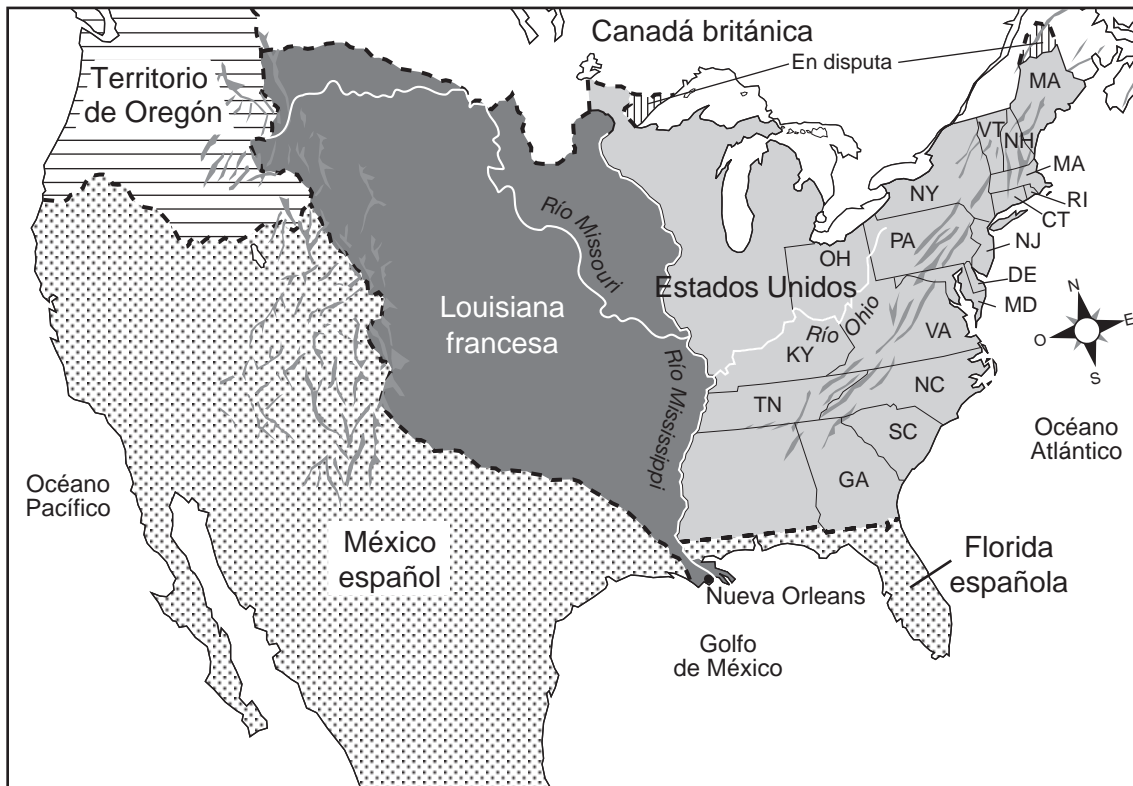 Canadá británica
En disputa
Territorio
de Oregón
MA
VT
NH
MA
NY
RI
CT
PA
NJ
OH
DE
MD
Río Missouri
Estados Unidos
Louisiana
francesa
Río Ohio
VA
KY
N
E
O
S
Río Mississippi
TN
NC
SC
GA
Océano
Atlántico
Océano
Pacífico
México
español
Florida
española
Nueva Orleans
Golfo
de México